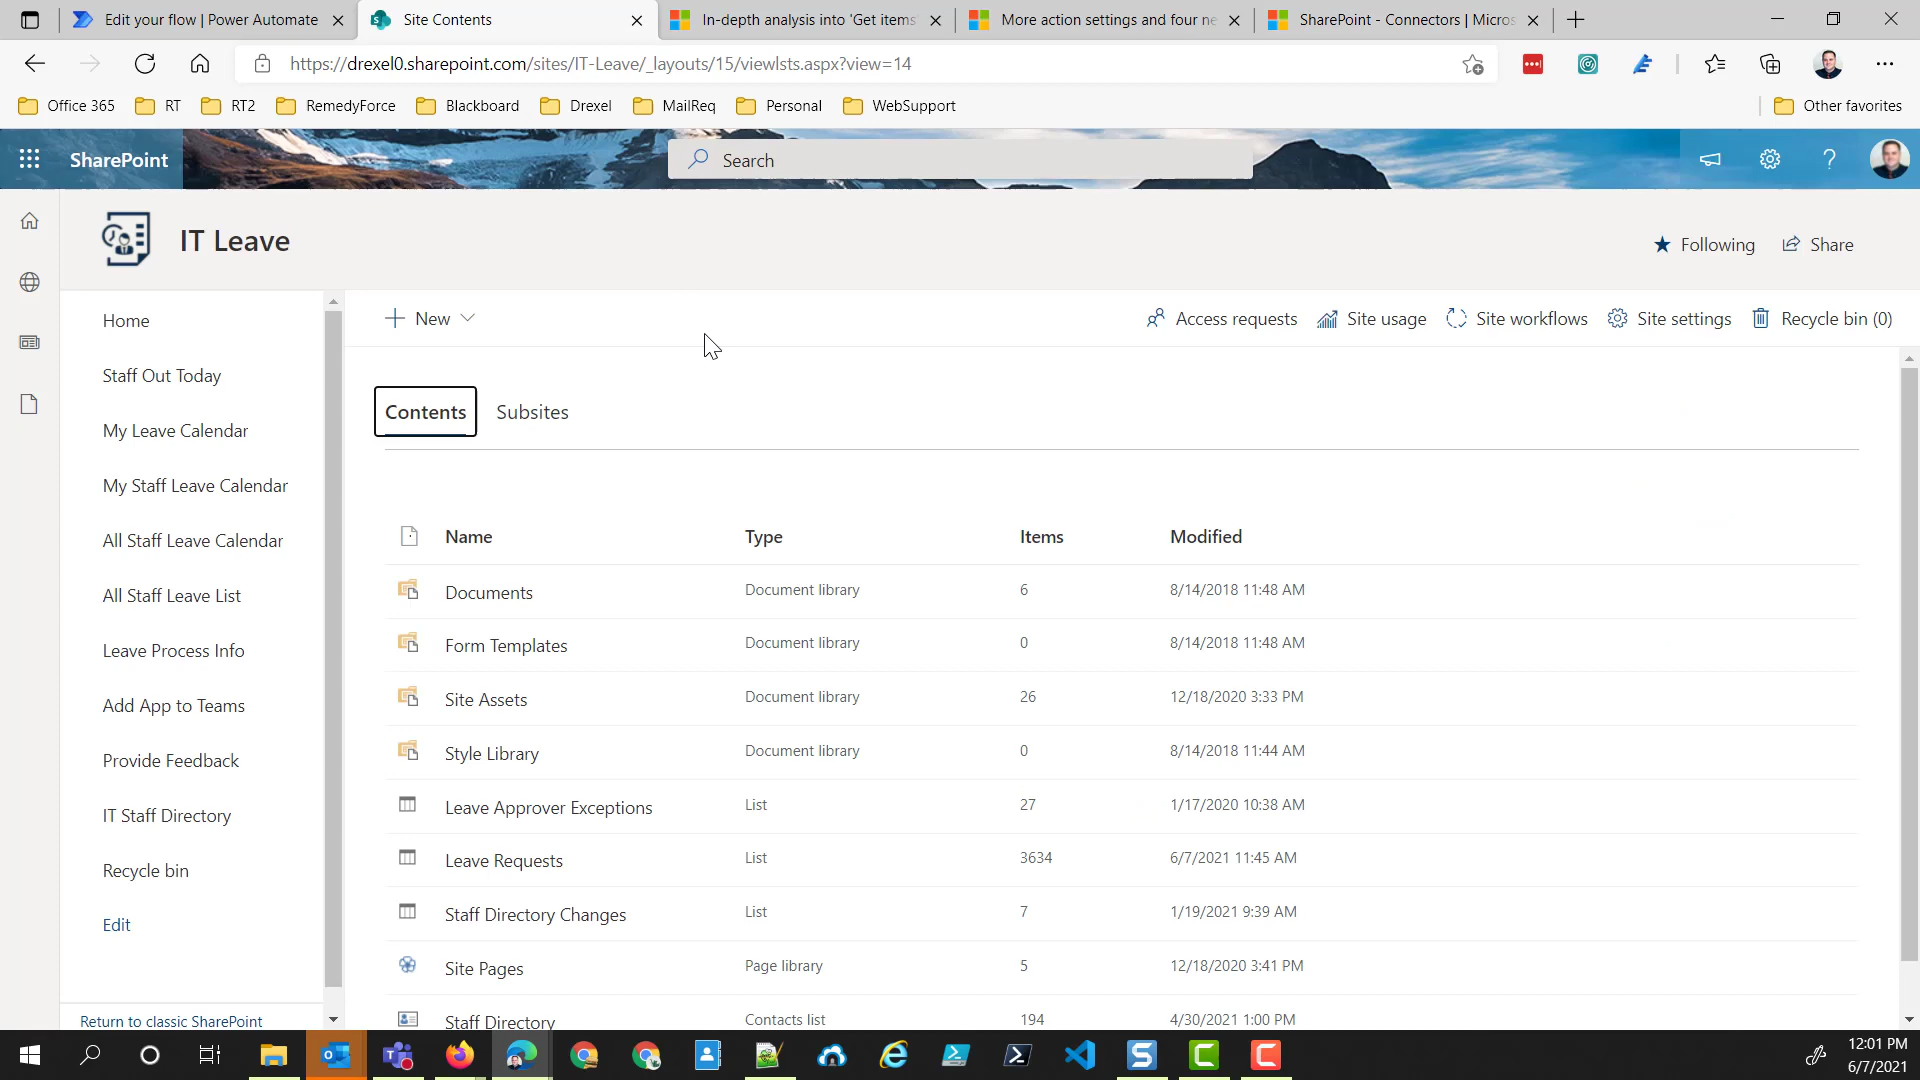 Edit your flow | Power Automate
Site Contents
In-depth analysis into 'Get items
More action settings and four ne
SharePoint - Connectors | Micros
https://drexel0.sharepoint.com/sites/IT-Leave/_layouts/15/viewlsts.aspx?view=14
Office 365
RT
RT2
RemedyForce
Blackboard
Drexel
MailReq
Personal
WebSupport
Other favorites
SharePoint
Search
IT Leave
Following
Share
Home
Staff Out Today
My Leave Calendar
My Staff Leave Calendar
All Staff Leave Calendar
All Staff Leave List
Leave Process Info
Add App to Teams
Provide Feedback
IT Staff Directory
Recycle bin
Edit
Return to classic SharePoint
New
Access requests
Site usage
Site workflows
Site settings
Recycle bin (0)
Contents
Subsites
Name Type Items Modified
Documents Document library 6 8/14/2018 11:48 AM
Form Templates Document library 0 8/14/2018 11:48 AM
Site Assets Document library 26 12/18/2020 3:33 PM
Style Library Document library 0 8/14/2018 11:44 AM
Leave Approver Exceptions List 27 1/17/2020 10:38 AM
Leave Requests List 3634 6/7/2021 11:45 AM
Staff Directory Changes List 7 1/19/2021 9:39 AM
Site Pages Page library 5 12/18/2020 3:41 PM
Staff Directory Contacts list 194 4/30/2021 1:00 PM
12:01 PM
6/7/2021